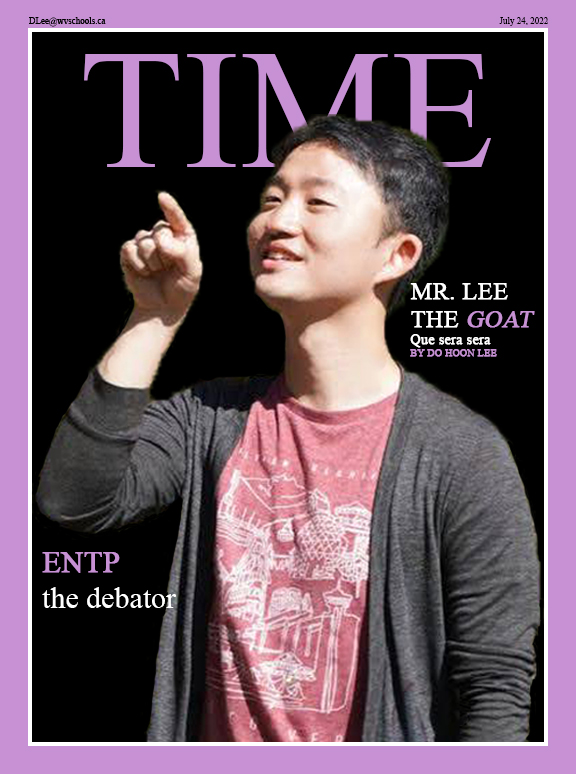 DLee@wvschools.ca July 24, 2022
TIME
MR. LEE
THE GOAT
Que sera sera
BY DO HOON LEE
ENTP
the debator